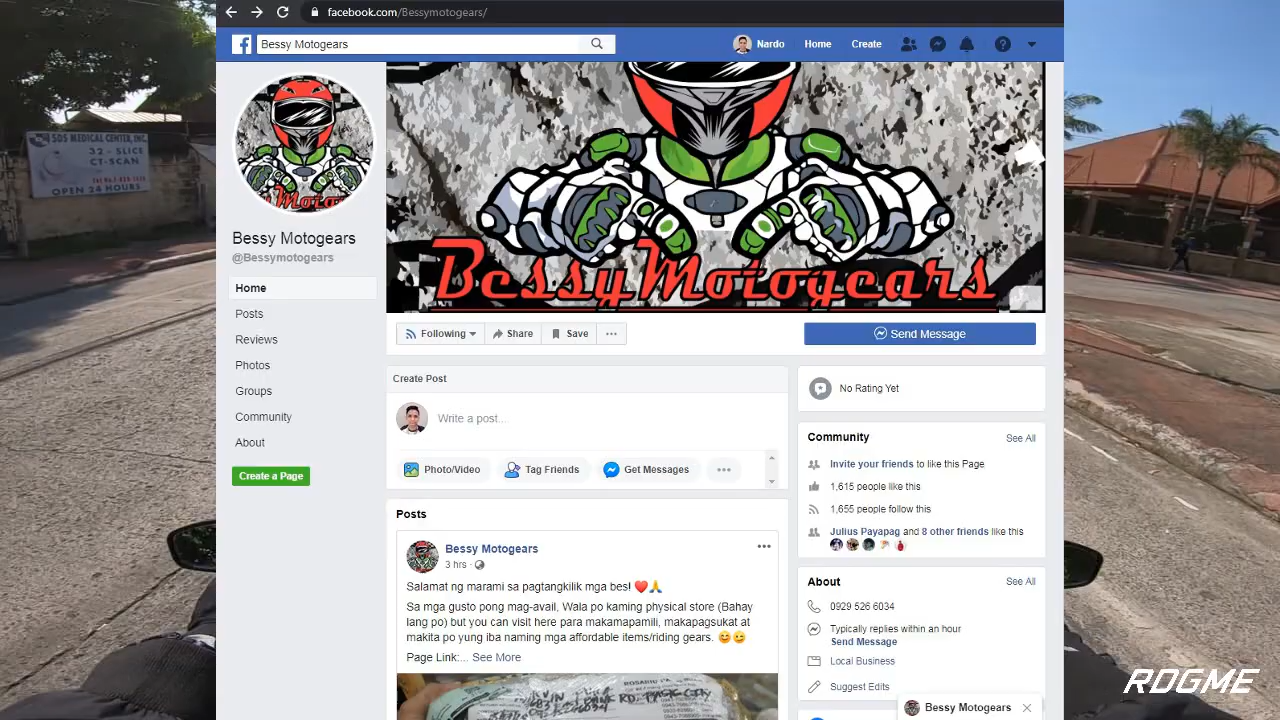 facebook.com/Bessymotogears/
Bessy Motogears
Nardo
Home
Create
SDS MEDICAL CENTER, INC.
32 - SLICE
CT-SCAN
OPEN 24 HOURS
Bessy Motogears
@Bessymotogears
Home
Posts
Reviews
Photos
Groups
Community
About
Create a Page
BessyMotogears
Following
Share
Save
Send Message
Create Post
Write a post...
Photo/Video
Tag Friends
Get Messages
Posts
Bessy Motogears
3 hrs ·
Salamat ng marami sa pagtangkilik mga bes! ❤️🙏
Sa mga gusto pong mag-avail, Wala po kaming physical store (Bahay
lang po) but you can visit here para makamapamili, makapagsukat at
makita po yung iba naming mga affordable items/riding gears. 😊😉
Page Link:... See More
No Rating Yet
Community
See All
Invite your friends to like this Page
1,615 people like this
1,655 people follow this
Julius Payapag and 8 other friends like this
About
See All
0929 526 6034
Typically replies within an hour
Send Message
Local Business
Suggest Edits
Bessy Motogears
RDGME